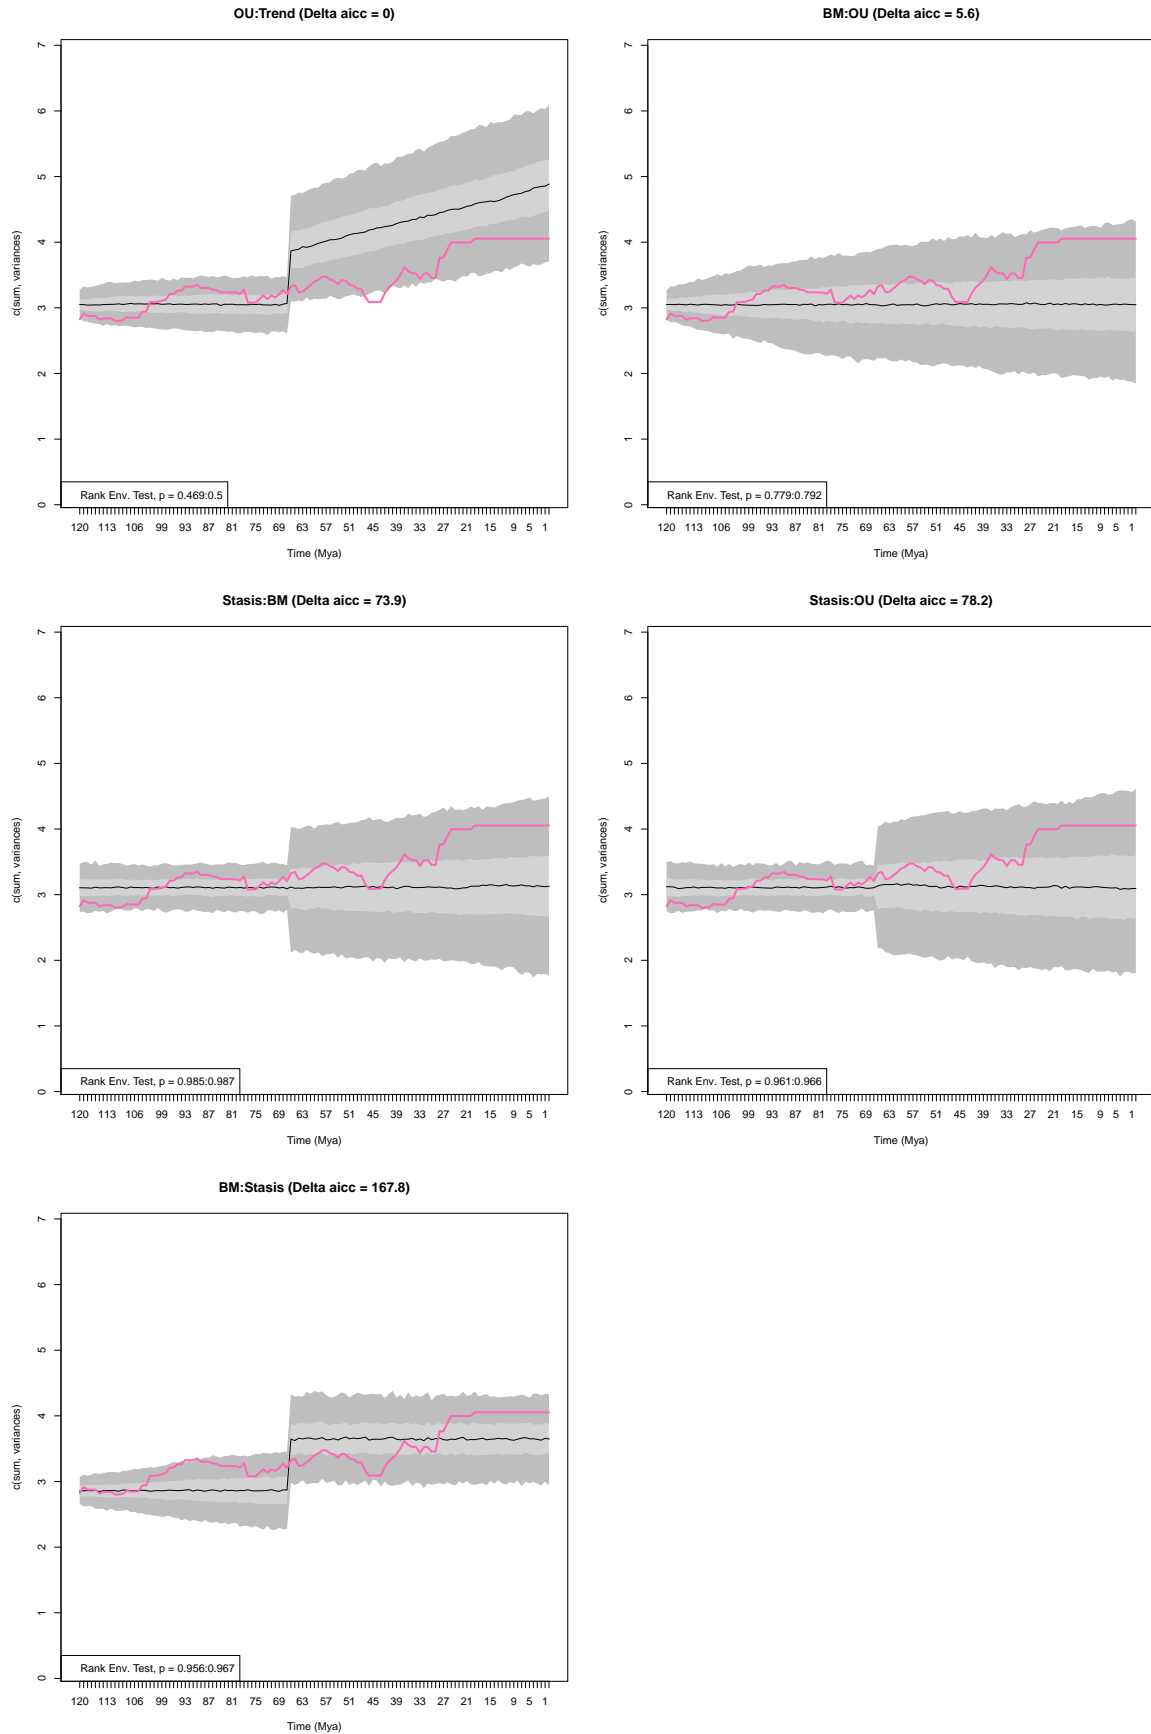 OU:Trend (Delta aicc = 0)
c(sum, variances)
7
6
5
4
3
2
1
0
Rank Env. Test, p = 0.469:0.5
120 113 106 99 93 87 81 75 69 63 57 51 45 39 33 27 21 15 9 5 1
Time (Mya)
BM:OU (Delta aicc = 5.6)
c(sum, variances)
7
6
5
4
3
2
1
0
Rank Env. Test, p = 0.779:0.792
120 113 106 99 93 87 81 75 69 63 57 51 45 39 33 27 21 15 9 5 1
Time (Mya)
Stasis:BM (Delta aicc = 73.9)
c(sum, variances)
7
6
5
4
3
2
1
0
Rank Env. Test, p = 0.985:0.987
120 113 106 99 93 87 81 75 69 63 57 51 45 39 33 27 21 15 9 5 1
Time (Mya)
Stasis:OU (Delta aicc = 78.2)
c(sum, variances)
7
6
5
4
3
2
1
0
Rank Env. Test, p = 0.961:0.966
120 113 106 99 93 87 81 75 69 63 57 51 45 39 33 27 21 15 9 5 1
Time (Mya)
BM:Stasis (Delta aicc = 167.8)
c(sum, variances)
7
6
5
4
3
2
1
0
Rank Env. Test, p = 0.956:0.967
120 113 106 99 93 87 81 75 69 63 57 51 45 39 33 27 21 15 9 5 1
Time (Mya)